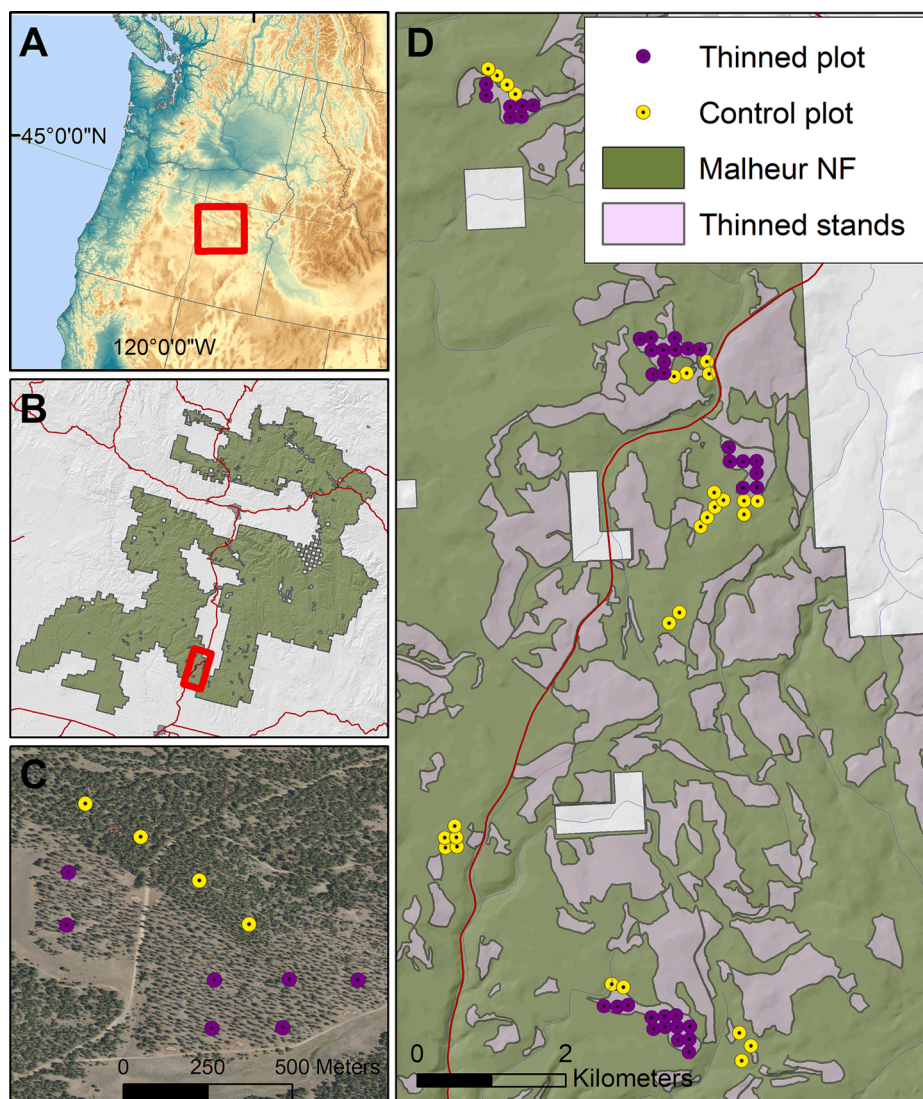 A
45°0'0"N
120°0'0"W
B
C
0 250 500 Meters
D
Thinned plot
Control plot
Malheur NF
Thinned stands
0 2
Kilometers